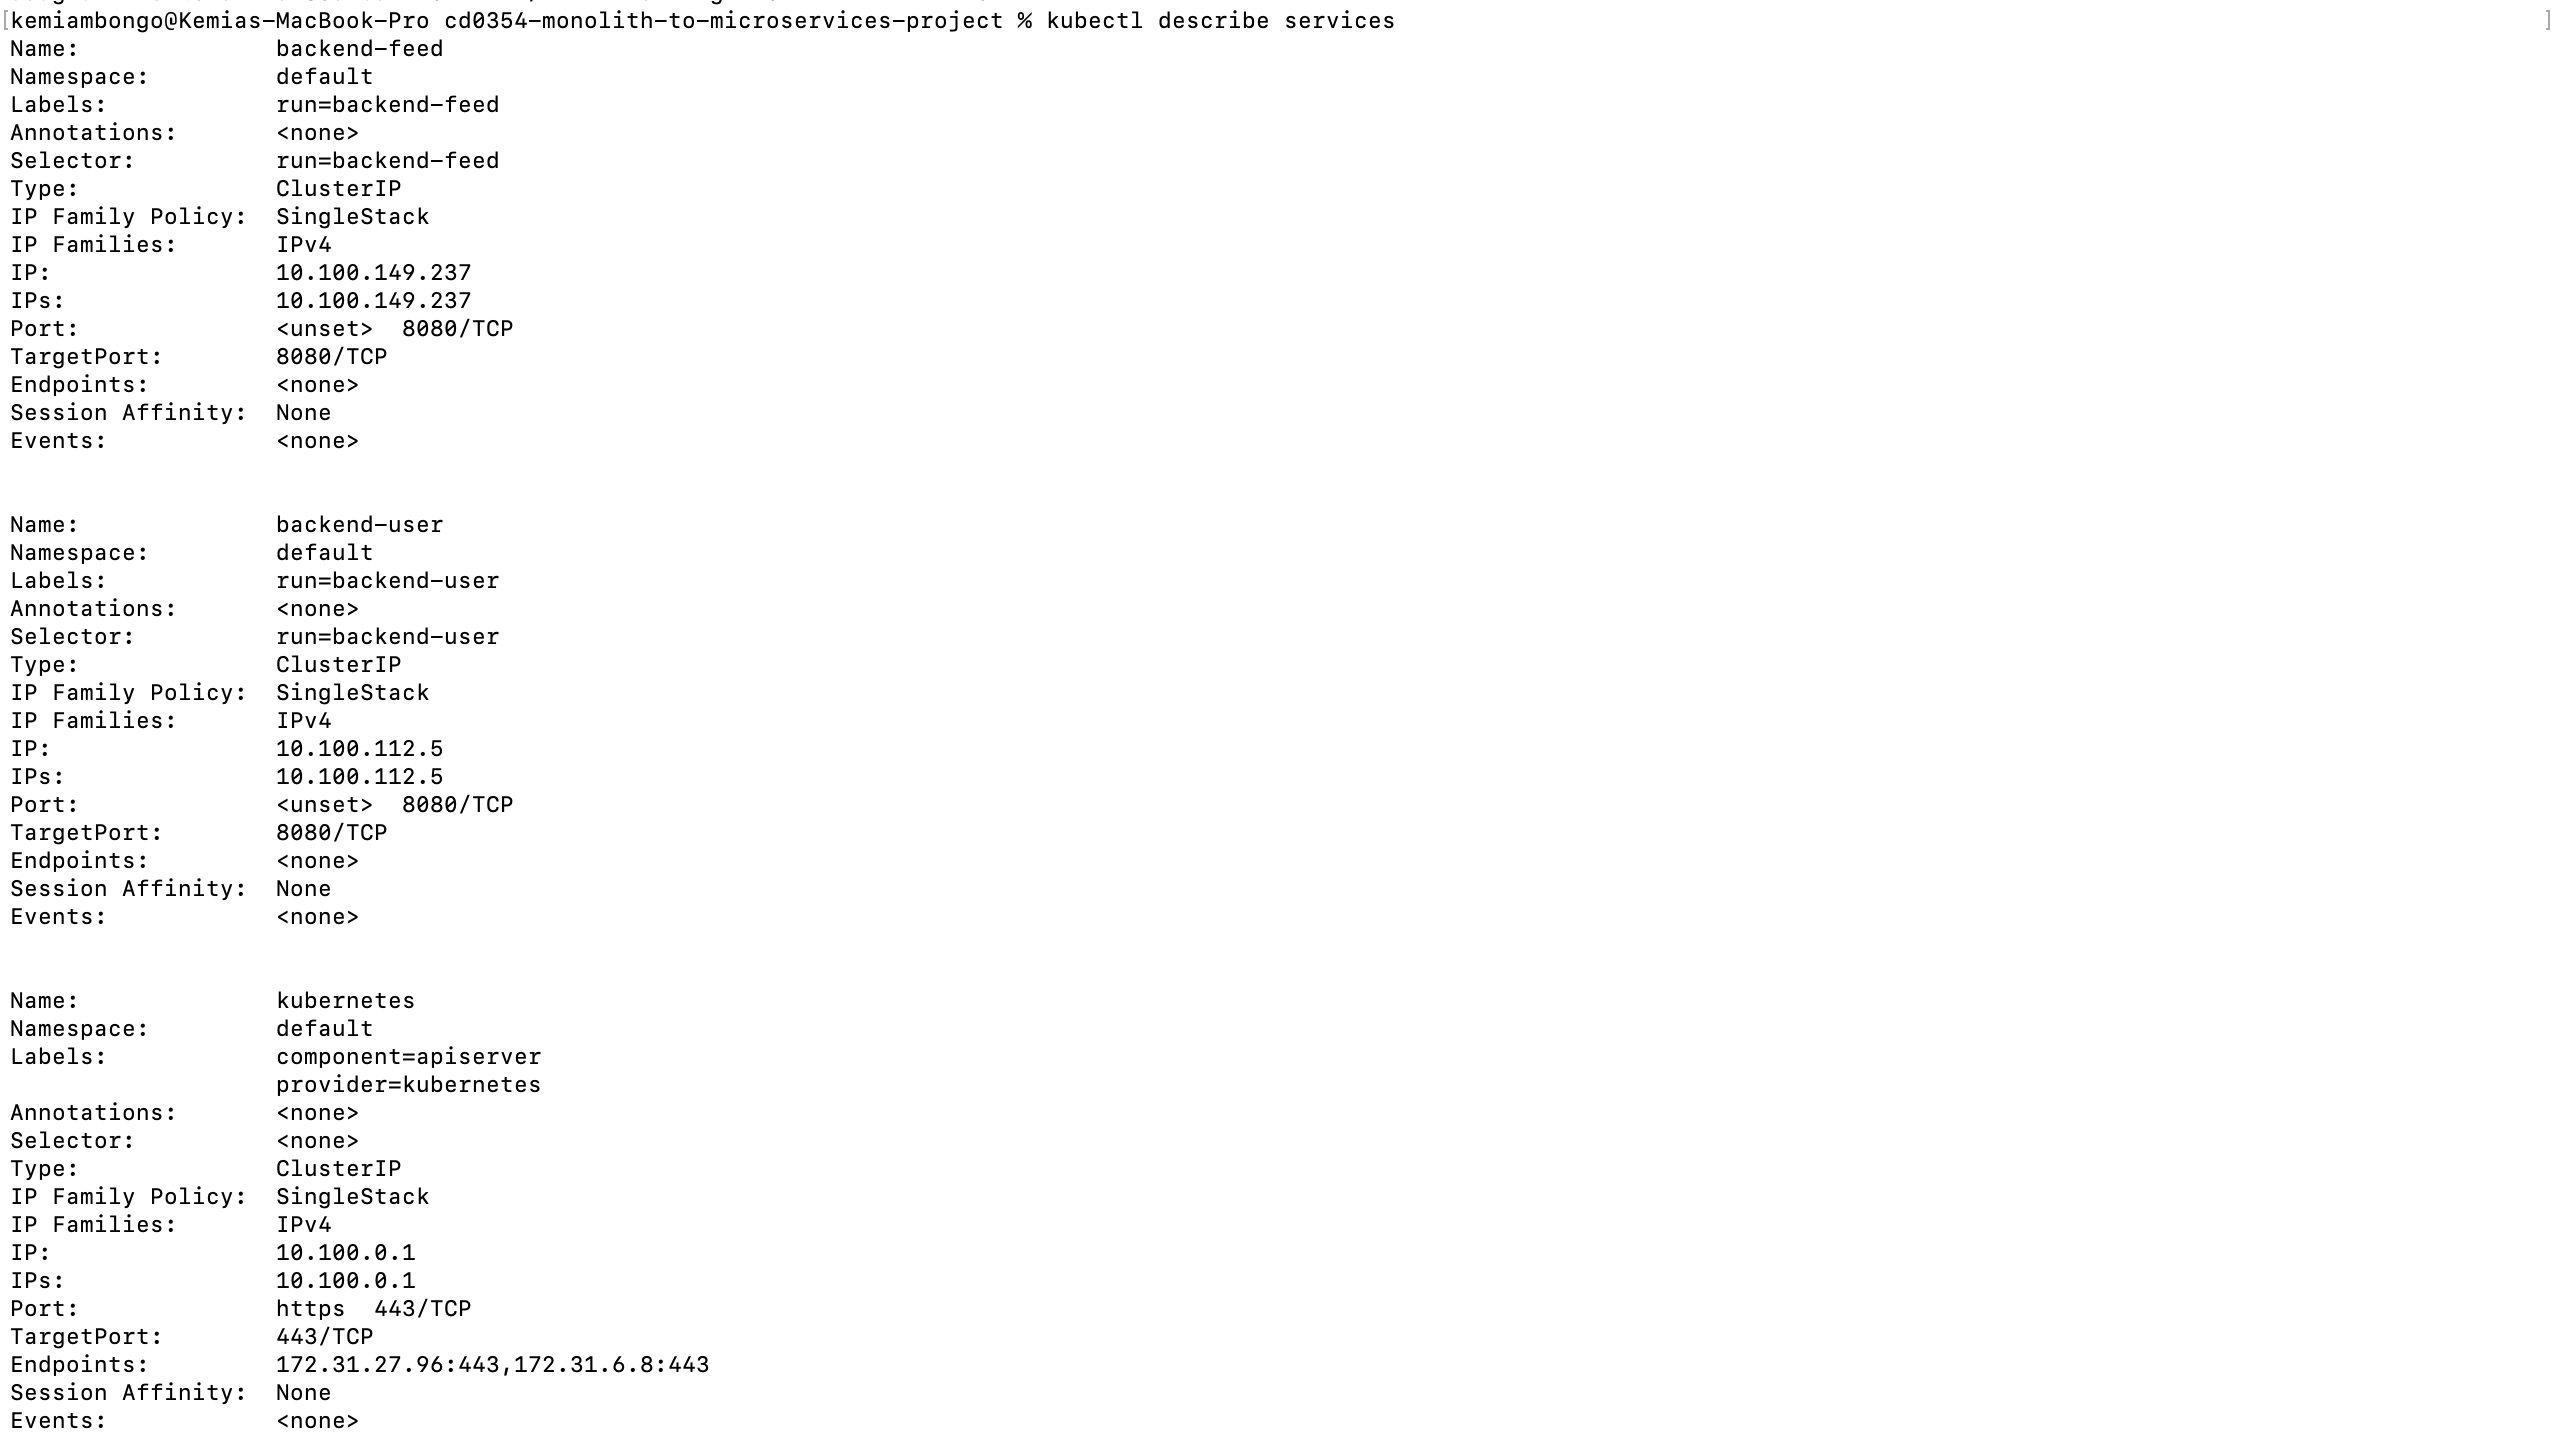 [kemiambongo@Kemias-MacBook-Pro cd0354-monolith-to-microservices-project % kubectl describe services ]
Name:              backend-feed
Namespace:         default
Labels:            run=backend-feed
Annotations:       <none>
Selector:          run=backend-feed
Type:              ClusterIP
IP Family Policy:  SingleStack
IP Families:       IPv4
IP:                10.100.149.237
IPs:               10.100.149.237
Port:              <unset>  8080/TCP
TargetPort:        8080/TCP
Endpoints:         <none>
Session Affinity:  None
Events:            <none>

Name:              backend-user
Namespace:         default
Labels:            run=backend-user
Annotations:       <none>
Selector:          run=backend-user
Type:              ClusterIP
IP Family Policy:  SingleStack
IP Families:       IPv4
IP:                10.100.112.5
IPs:               10.100.112.5
Port:              <unset>  8080/TCP
TargetPort:        8080/TCP
Endpoints:         <none>
Session Affinity:  None
Events:            <none>

Name:              kubernetes
Namespace:         default
Labels:            component=apiserver
                   provider=kubernetes
Annotations:       <none>
Selector:          <none>
Type:              ClusterIP
IP Family Policy:  SingleStack
IP Families:       IPv4
IP:                10.100.0.1
IPs:               10.100.0.1
Port:              https  443/TCP
TargetPort:        443/TCP
Endpoints:         172.31.27.96:443,172.31.6.8:443
Session Affinity:  None
Events:            <none>